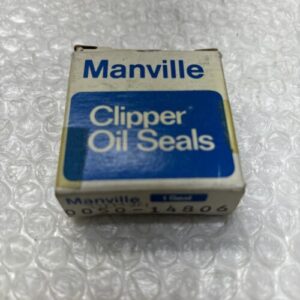 Manville
Clipper
Oil Seals
Manville
1 Seal
0050-14806